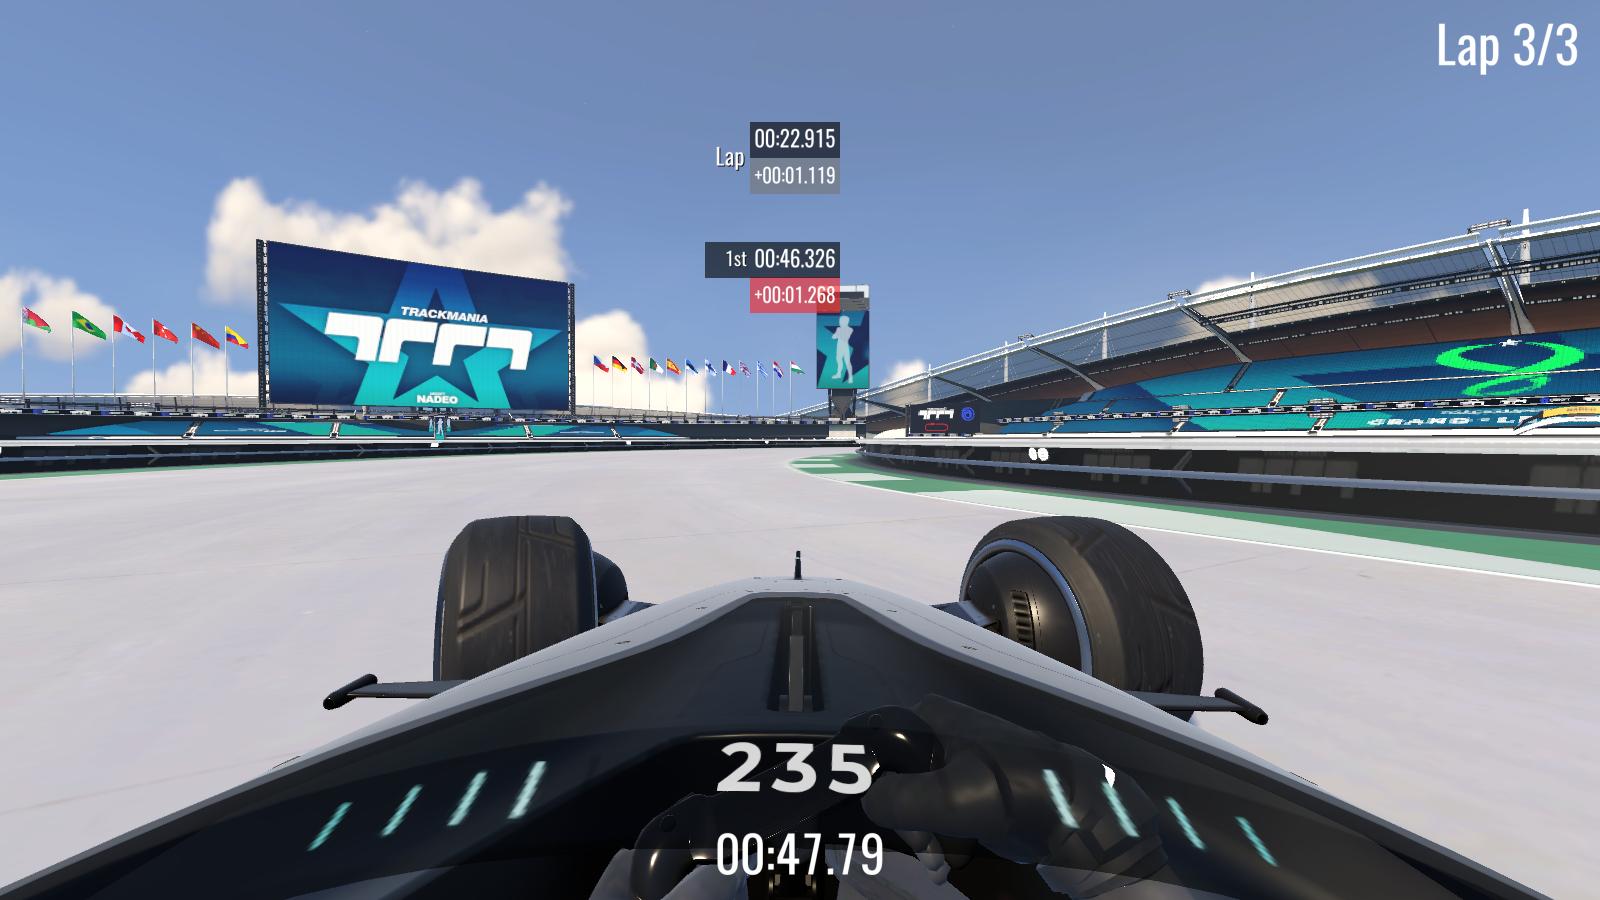 Lap 3/3
00:22.915
Lap
+00:01.119
1st 00:46.326
+00:01.268
TRACKMANIA
NADEO
235
00:47.79